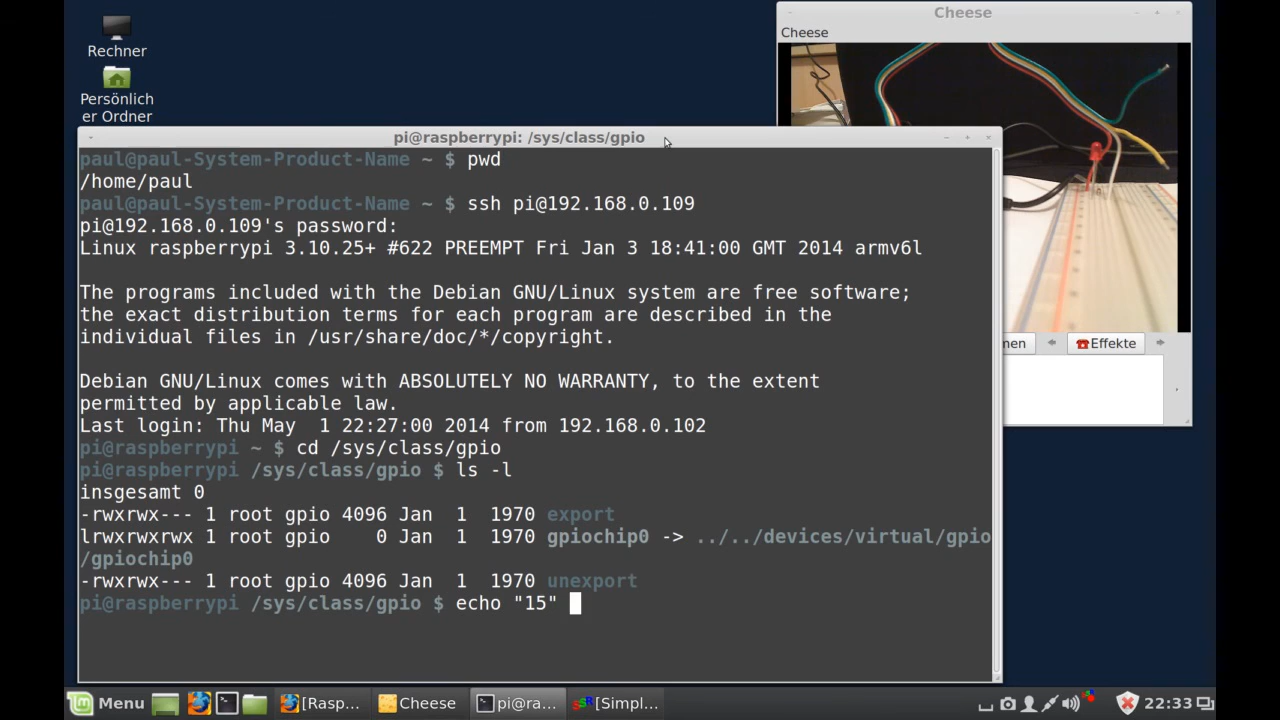 Rechner
Persönlich
er Ordner
Cheese
Cheese
nen
Effekte
pi@raspberrypi: /sys/class/gpio
paul@paul-System-Product-Name ~ $ pwd
/home/paul
paul@paul-System-Product-Name ~ $ ssh pi@192.168.0.109
pi@192.168.0.109's password:
Linux raspberrypi 3.10.25+ #622 PREEMPT Fri Jan 3 18:41:00 GMT 2014 armv6l
The programs included with the Debian GNU/Linux system are free software;
the exact distribution terms for each program are described in the
individual files in /usr/share/doc/*/copyright.
Debian GNU/Linux comes with ABSOLUTELY NO WARRANTY, to the extent
permitted by applicable law.
Last login: Thu May  1 22:27:00 2014 from 192.168.0.102
pi@raspberrypi ~ $ cd /sys/class/gpio
pi@raspberrypi /sys/class/gpio $ ls -l
insgesamt 0
-rwxrwx--- 1 root gpio 4096 Jan  1  1970 export
lrwxrwxrwx 1 root gpio    0 Jan  1  1970 gpiochip0 -> ../../devices/virtual/gpio
/gpiochip0
-rwxrwx--- 1 root gpio 4096 Jan  1  1970 unexport
pi@raspberrypi /sys/class/gpio $ echo "15"
Menu
[Rasp...
Cheese
pi@ra...
SSR
[Simpl...
22:33